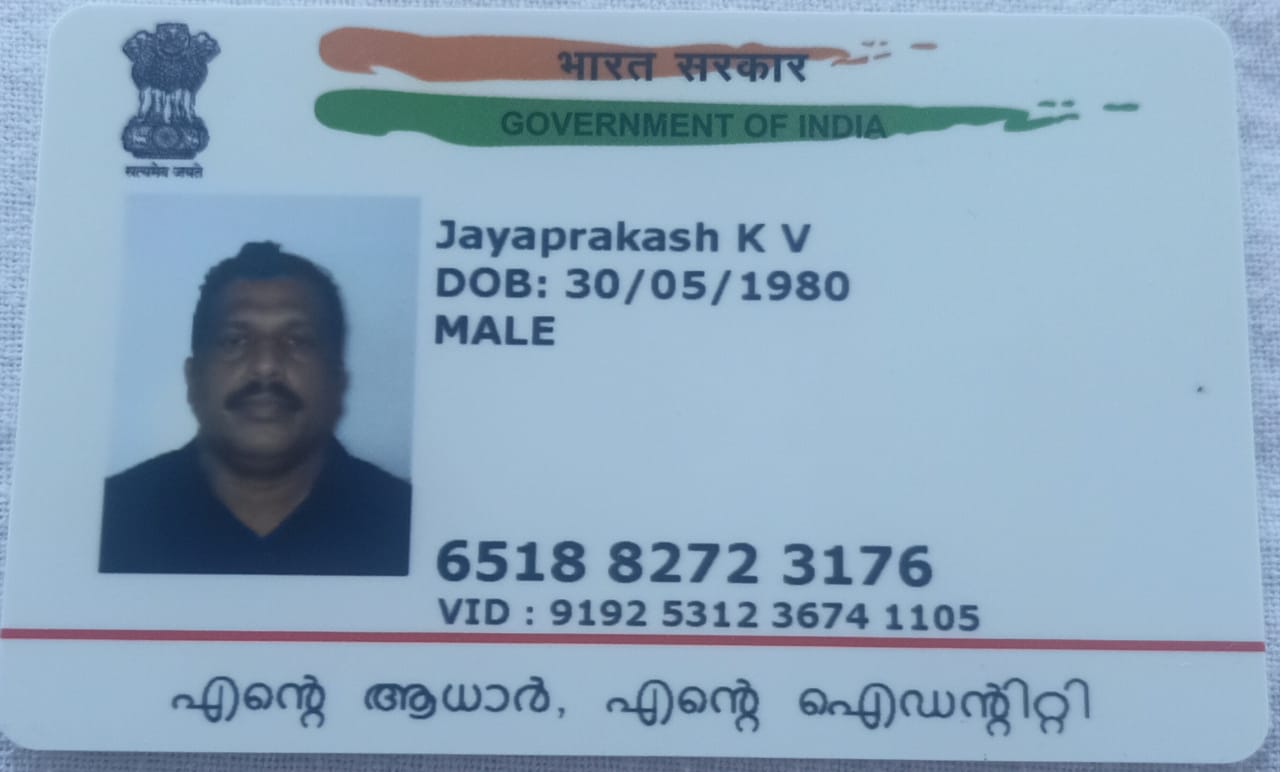 भारत सरकार
GOVERNMENT OF INDIA
सत्यमेव जयते
Jayaprakash K V
DOB: 30/05/1980
MALE
6518 8272 3176
VID : 9192 5312 3674 1105
എന്റെ ആധാർ, എന്റെ ഐഡന്റിറ്റി